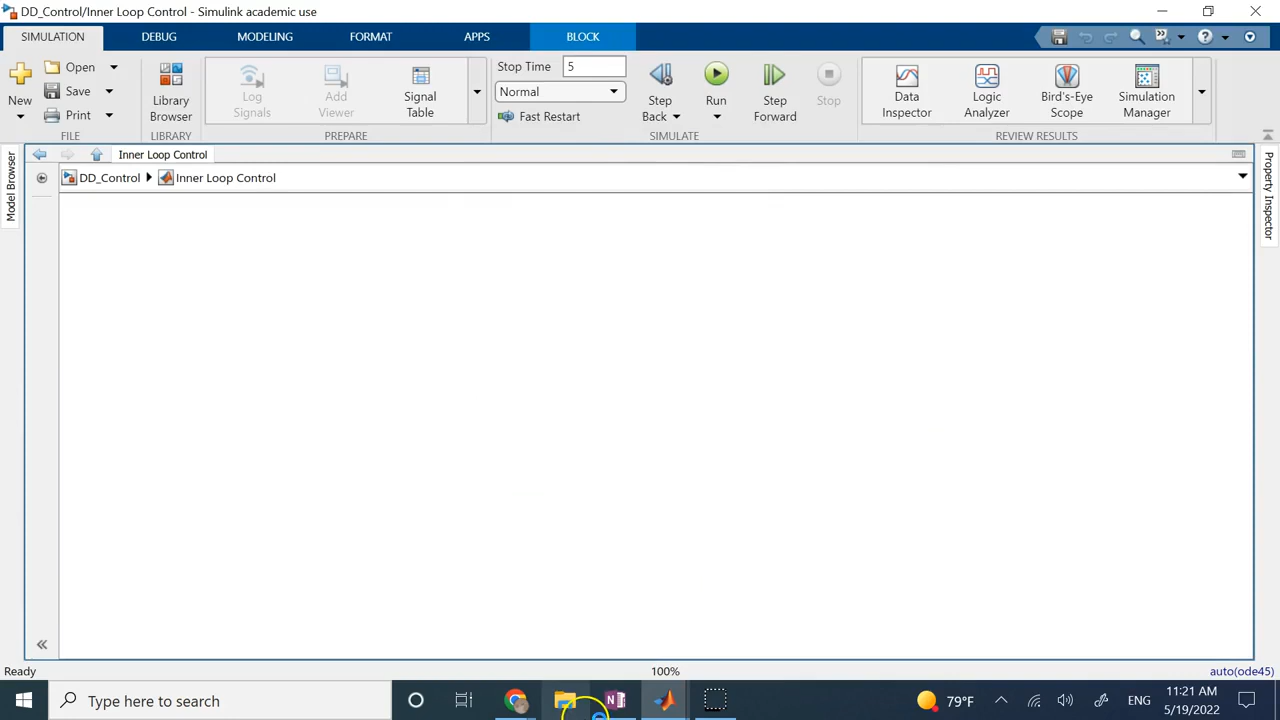 DD_Control/Inner Loop Control - Simulink academic use
SIMULATION DEBUG MODELING FORMAT APPS BLOCK
New
Open
Save
Print
FILE
Library Browser
LIBRARY
Log Signals
Add Viewer
Signal Table
PREPARE
Stop Time 5
Normal
Fast Restart
Step Back
Run
Step Forward
Stop
SIMULATE
Data Inspector
Logic Analyzer
Bird's-Eye Scope
Simulation Manager
REVIEW RESULTS
Model Browser
Inner Loop Control
DD_Control Inner Loop Control
Property Inspector
Ready 100% auto(ode45)
Type here to search
79°F
ENG
11:21 AM
5/19/2022